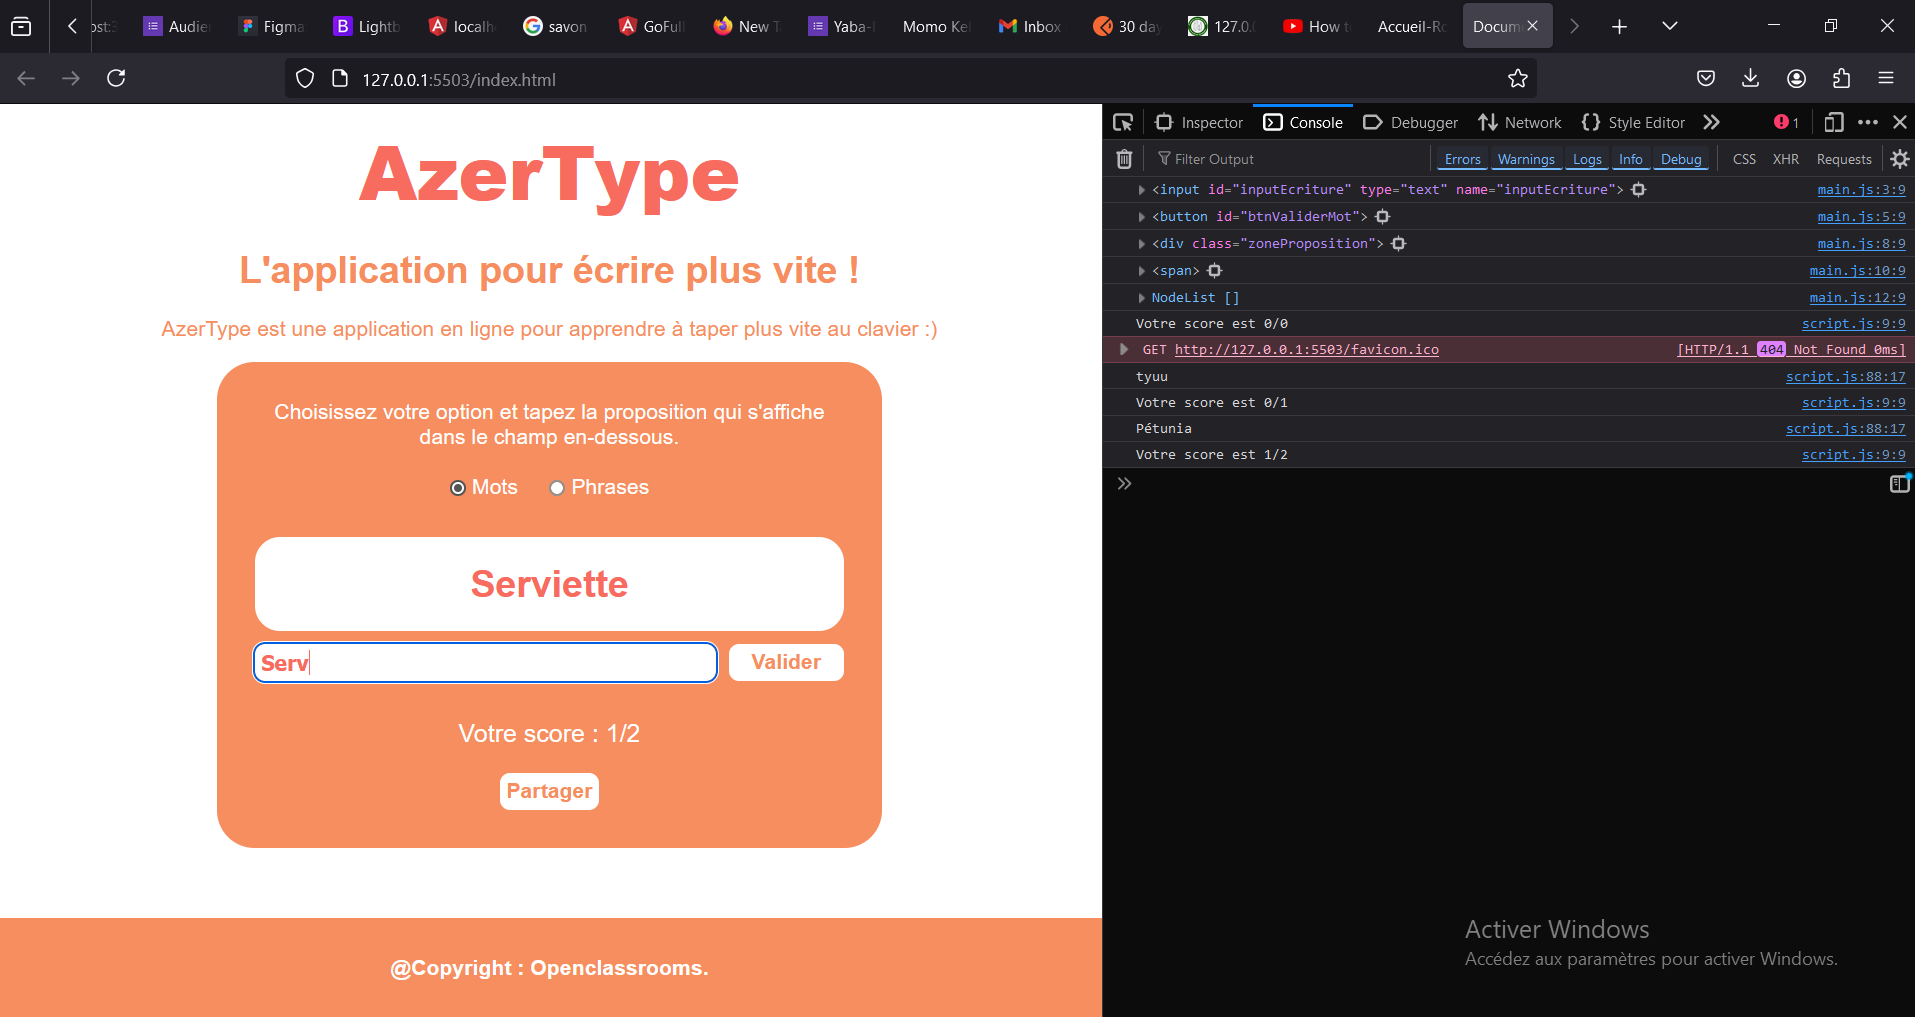 Audie
Figma
Lightb
localh
savon
GoFull
New T
Yaba-
Momo Ke
Inbox
30 day
127.0.
How t
Accueil-Ro
Docum
127.0.0.1:5503/index.html
AzerType
L'application pour écrire plus vite !
AzerType est une application en ligne pour apprendre à taper plus vite au clavier :)
Choisissez votre option et tapez la proposition qui s'affiche
dans le champ en-dessous.
Mots Phrases
Serviette
Serv Valider
Votre score : 1/2
Partager
@Copyright : Openclassrooms.
Inspector Console Debugger Network Style Editor 1
Filter Output Errors Warnings Logs Info Debug CSS XHR Requests
<input id="inputEcriture" type="text" name="inputEcriture"> main.js:3:9
<button id="btnValiderMot"> main.js:5:9
<div class="zoneProposition"> main.js:8:9
<span> main.js:10:9
NodeList [] main.js:12:9
Votre score est 0/0 script.js:9:9
GET http://127.0.0.1:5503/favicon.ico [HTTP/1.1 404 Not Found 0ms]
tyuu script.js:88:17
Votre score est 0/1 script.js:9:9
Pétunia script.js:88:17
Votre score est 1/2 script.js:9:9
Activer Windows
Accédez aux paramètres pour activer Windows.